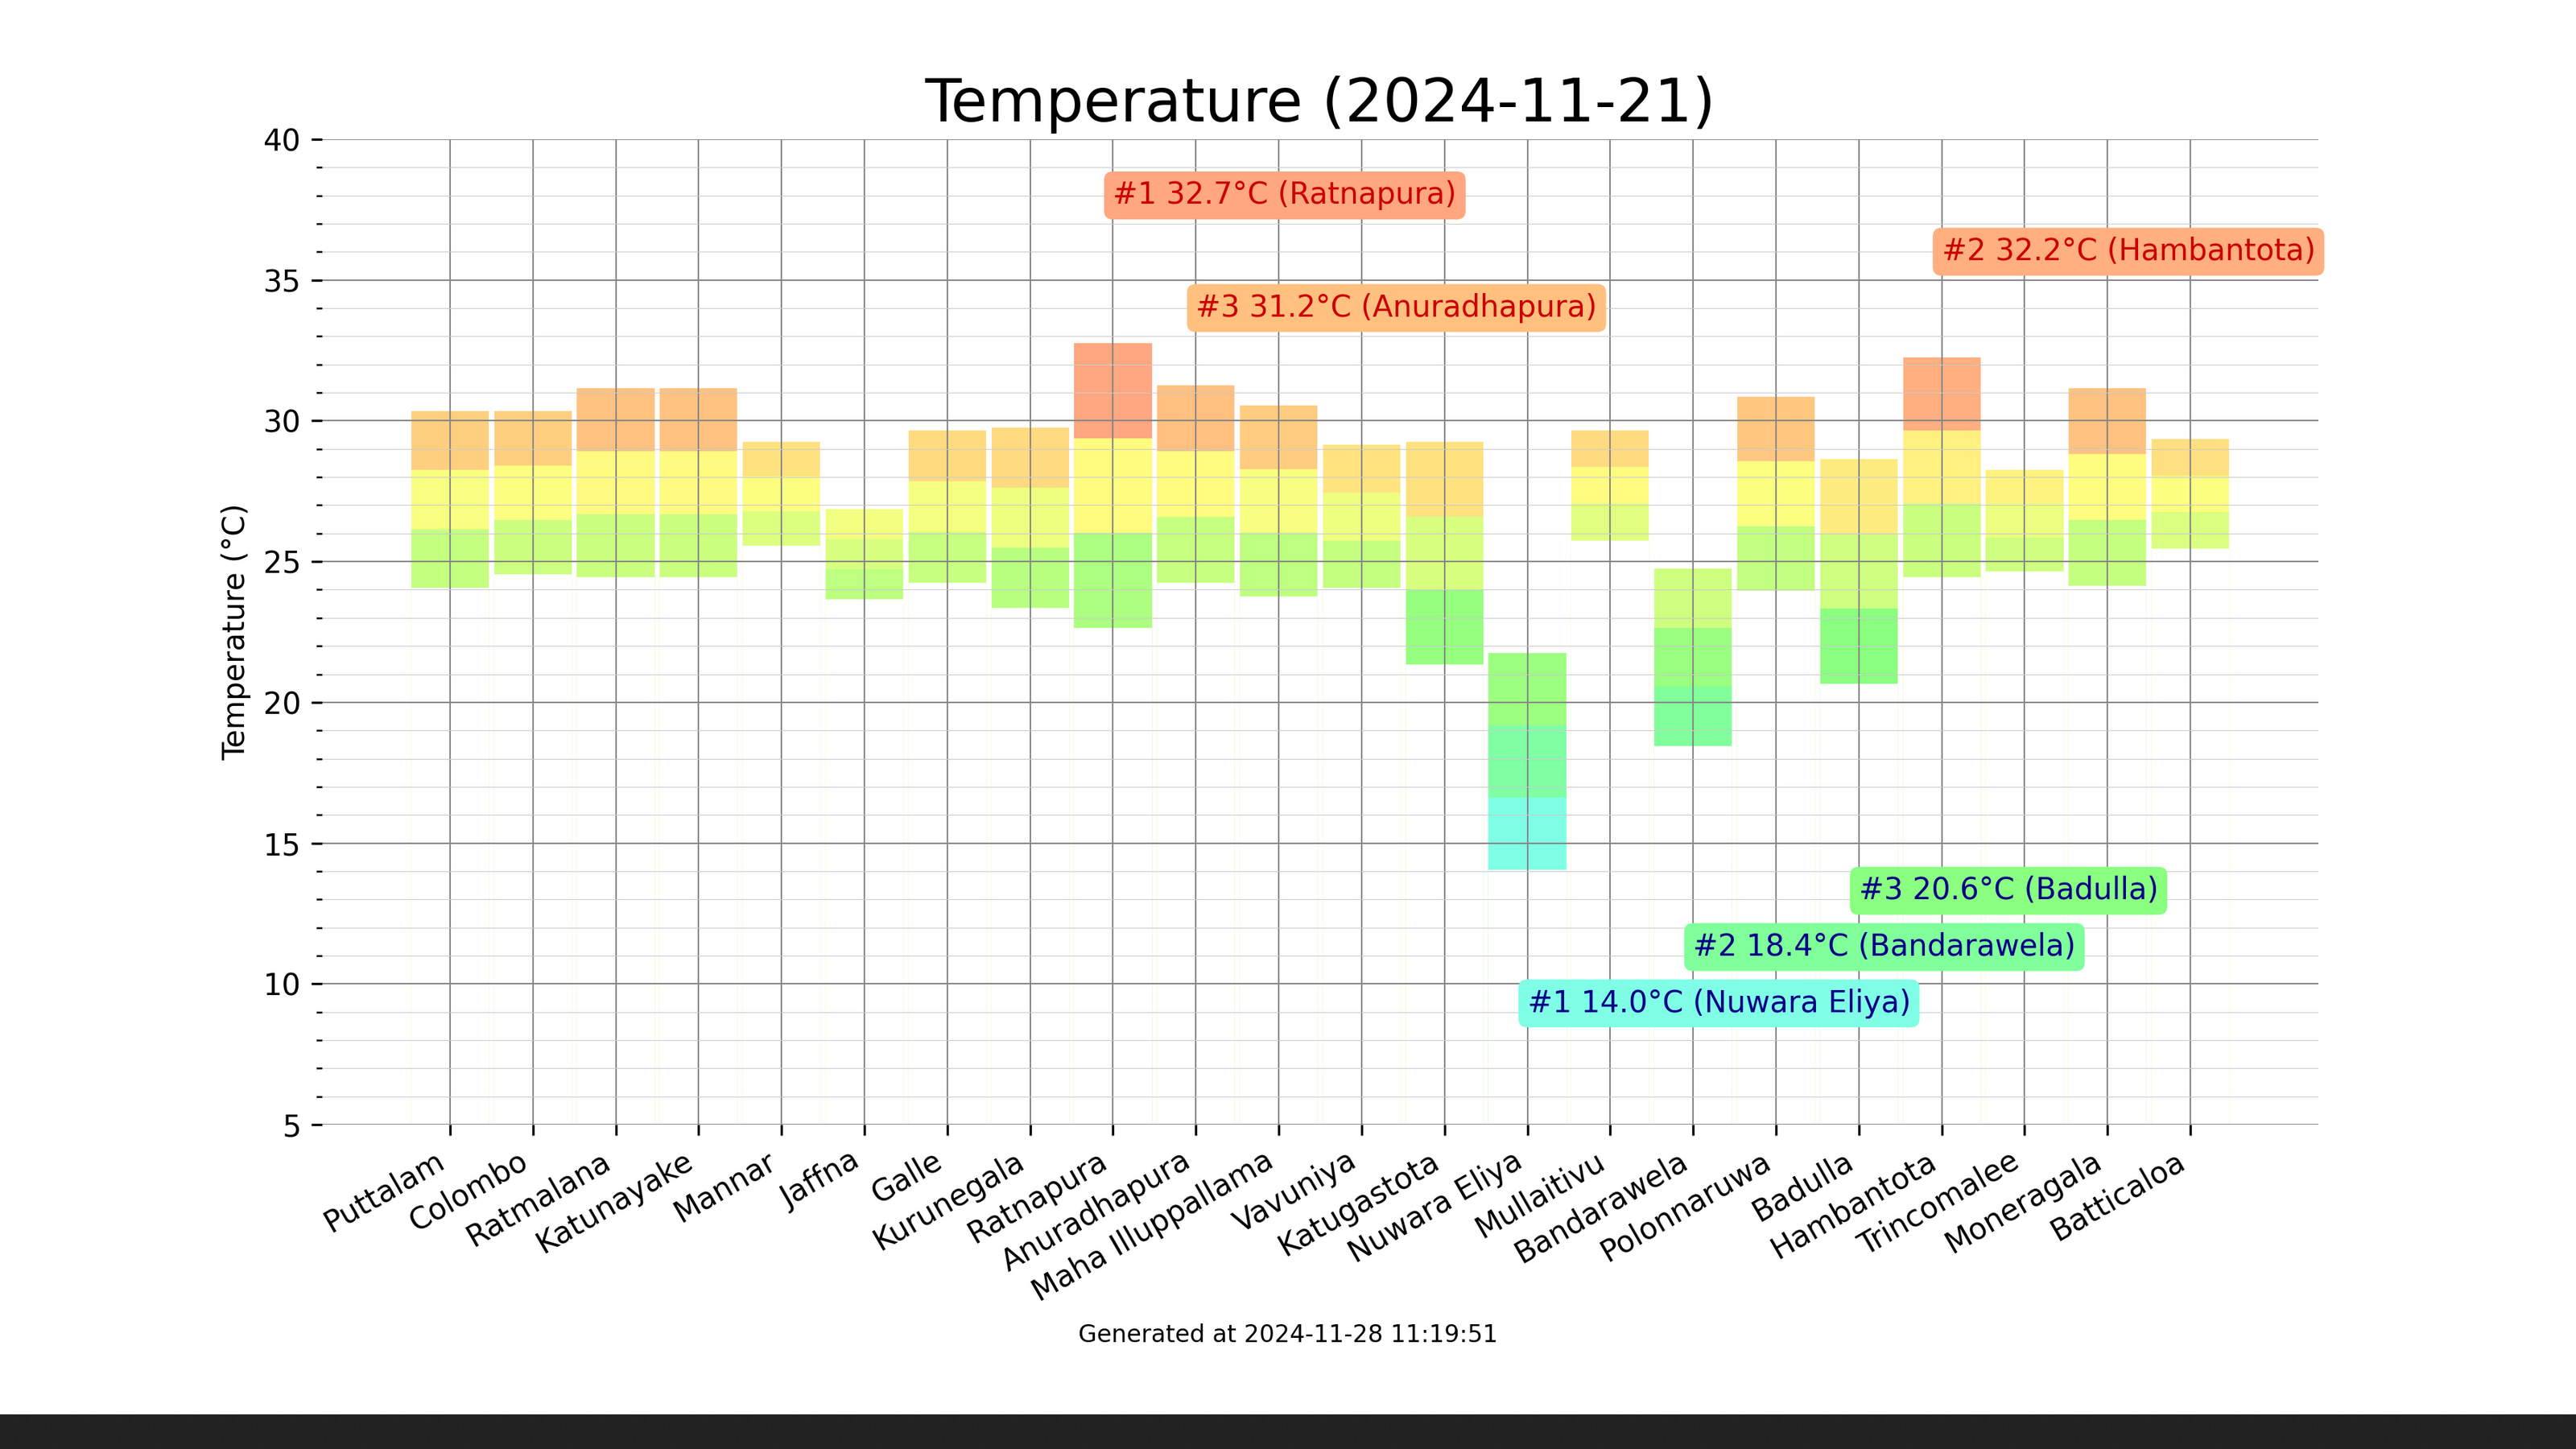 Temperature (2024-11-21)
40
35
30
25
20
15
10
5
Temperature (°C)
#1 32.7°C (Ratnapura)
#2 32.2°C (Hambantota)
#3 31.2°C (Anuradhapura)
#3 20.6°C (Badulla)
#2 18.4°C (Bandarawela)
#1 14.0°C (Nuwara Eliya)
Puttalam
Colombo
Ratmalana
Katunayake
Mannar
Jaffna
Galle
Kurunegala
Ratnapura
Anuradhapura
Maha Illuppallama
Vavuniya
Katugastota
Nuwara Eliya
Mullaitivu
Bandarawela
Polonnaruwa
Badulla
Hambantota
Trincomalee
Moneragala
Batticaloa
Generated at 2024-11-28 11:19:51